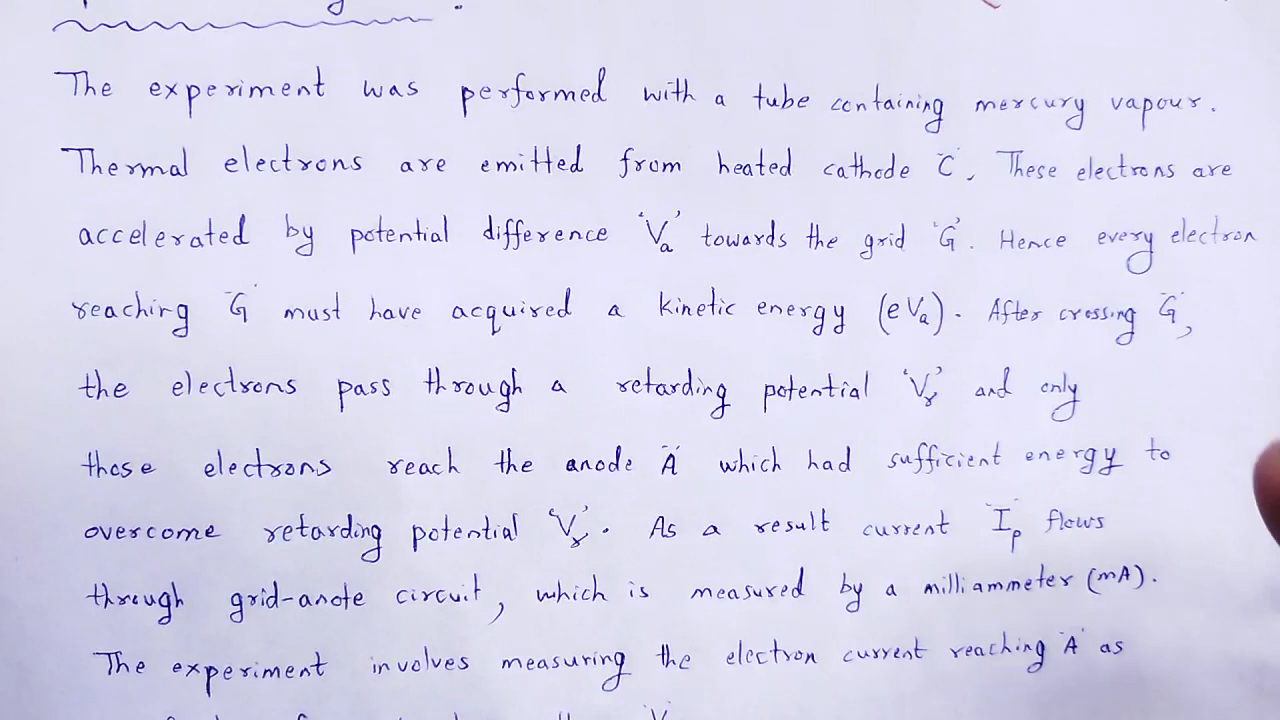 The experiment was performed with a tube containing mercury vapour.
Thermal electrons are emitted from heated cathode 'C'. These electrons are
accelerated by potential difference 'Va' towards the grid 'G'. Hence every electron
reaching 'G' must have acquired a kinetic energy (eVa). After crossing 'G',
the electrons pass through a retarding potential 'Vr' and only
those electrons reach the anode 'A' which had sufficient energy to
overcome retarding potential 'Vr'. As a result current 'Ip' flows
through grid-anote circuit, which is measured by a milliammeter (mA).
The experiment involves measuring the electron current reaching 'A' as